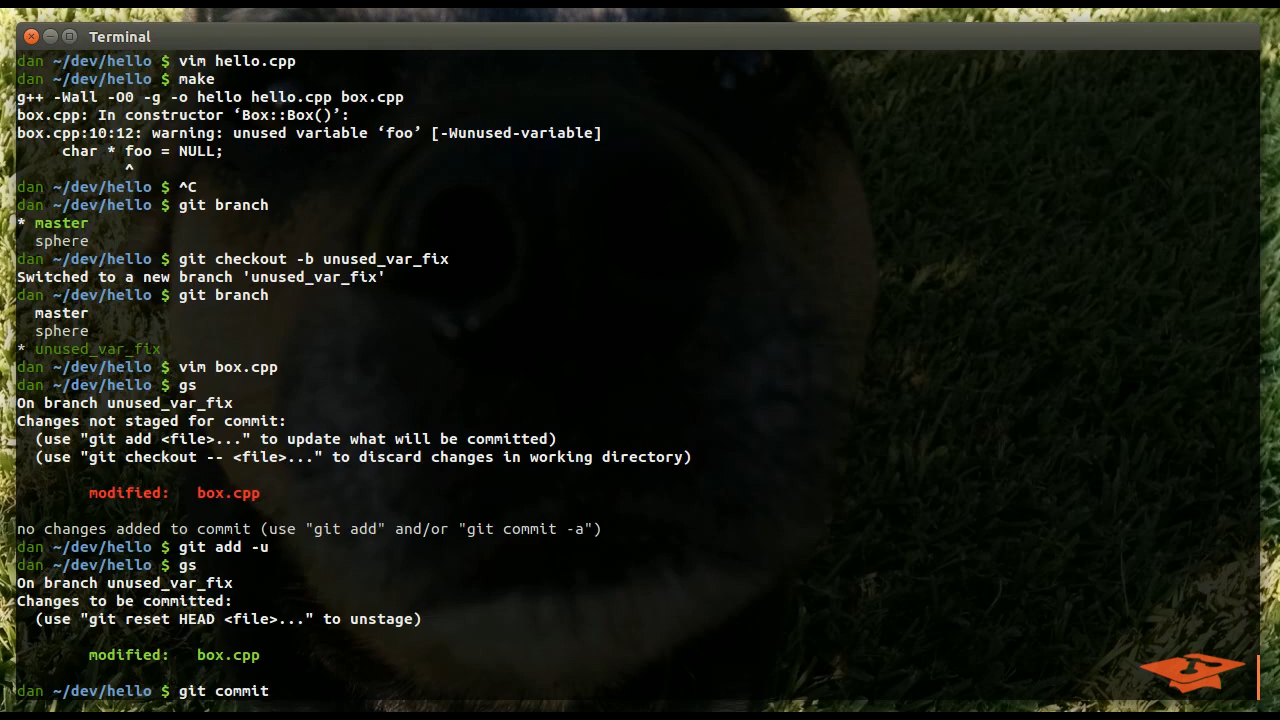 Terminal
dan ~/dev/hello $ vim hello.cpp
dan ~/dev/hello $ make
g++ -Wall -O0 -g -o hello hello.cpp box.cpp
box.cpp: In constructor ‘Box::Box()’:
box.cpp:10:12: warning: unused variable ‘foo’ [-Wunused-variable]
     char * foo = NULL;
            ^
dan ~/dev/hello $ ^C
dan ~/dev/hello $ git branch
* master
  sphere
dan ~/dev/hello $ git checkout -b unused_var_fix
Switched to a new branch 'unused_var_fix'
dan ~/dev/hello $ git branch
  master
  sphere
* unused_var_fix
dan ~/dev/hello $ vim box.cpp
dan ~/dev/hello $ gs
On branch unused_var_fix
Changes not staged for commit:
  (use "git add <file>..." to update what will be committed)
  (use "git checkout -- <file>..." to discard changes in working directory)
        modified:   box.cpp
no changes added to commit (use "git add" and/or "git commit -a")
dan ~/dev/hello $ git add -u
dan ~/dev/hello $ gs
On branch unused_var_fix
Changes to be committed:
  (use "git reset HEAD <file>..." to unstage)
        modified:   box.cpp
dan ~/dev/hello $ git commit